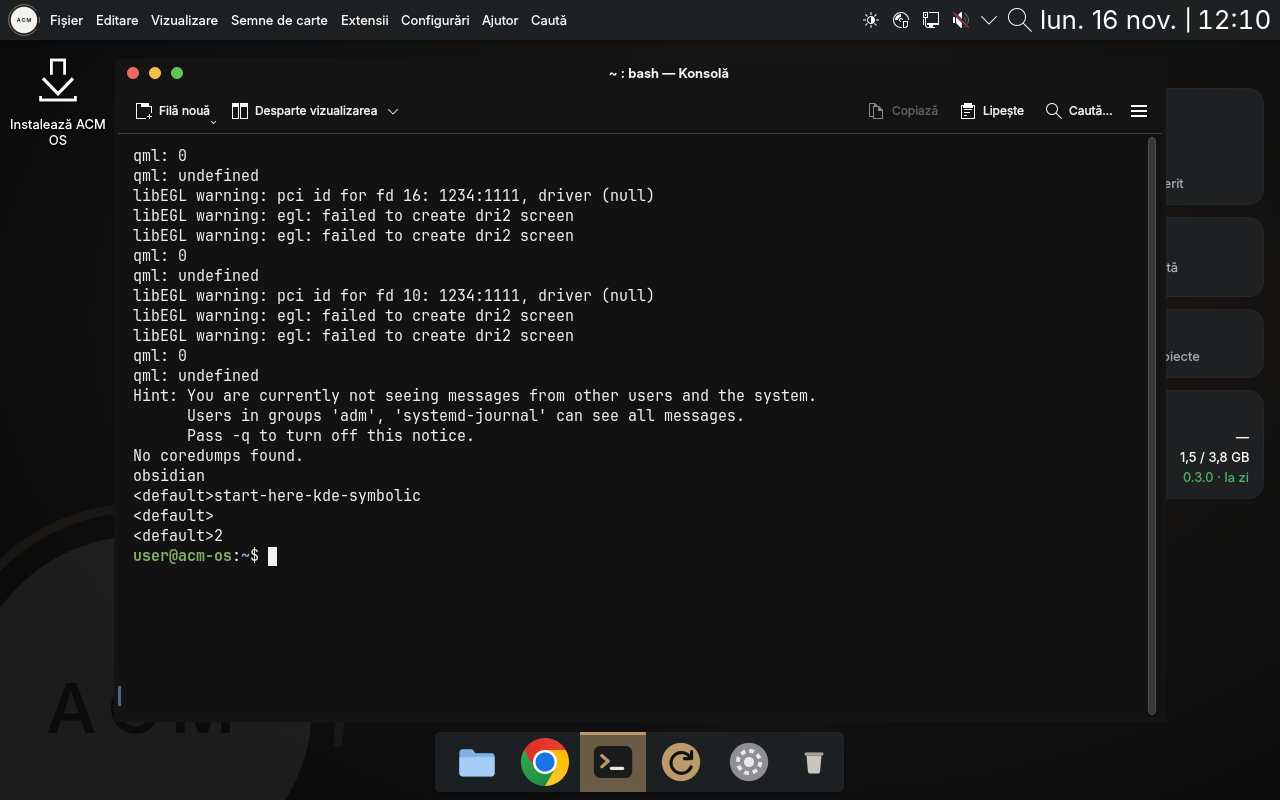 ACM
Fișier Editare Vizualizare Semne de carte Extensii Configurări Ajutor Caută
lun. 16 nov. | 12:10
Instalează ACM
OS
~ : bash — Konsolă
Filă nouă
Desparte vizualizarea
Copiază
Lipește
Caută...
qml: 0
qml: undefined
libEGL warning: pci id for fd 16: 1234:1111, driver (null)
libEGL warning: egl: failed to create dri2 screen
libEGL warning: egl: failed to create dri2 screen
qml: 0
qml: undefined
libEGL warning: pci id for fd 10: 1234:1111, driver (null)
libEGL warning: egl: failed to create dri2 screen
libEGL warning: egl: failed to create dri2 screen
qml: 0
qml: undefined
Hint: You are currently not seeing messages from other users and the system.
      Users in groups 'adm', 'systemd-journal' can see all messages.
      Pass -q to turn off this notice.
No coredumps found.
obsidian
<default>start-here-kde-symbolic
<default>
<default>2
user@acm-os:~$
erit
tă
oiecte
—
1,5 / 3,8 GB
0.3.0 · la zi
ACM